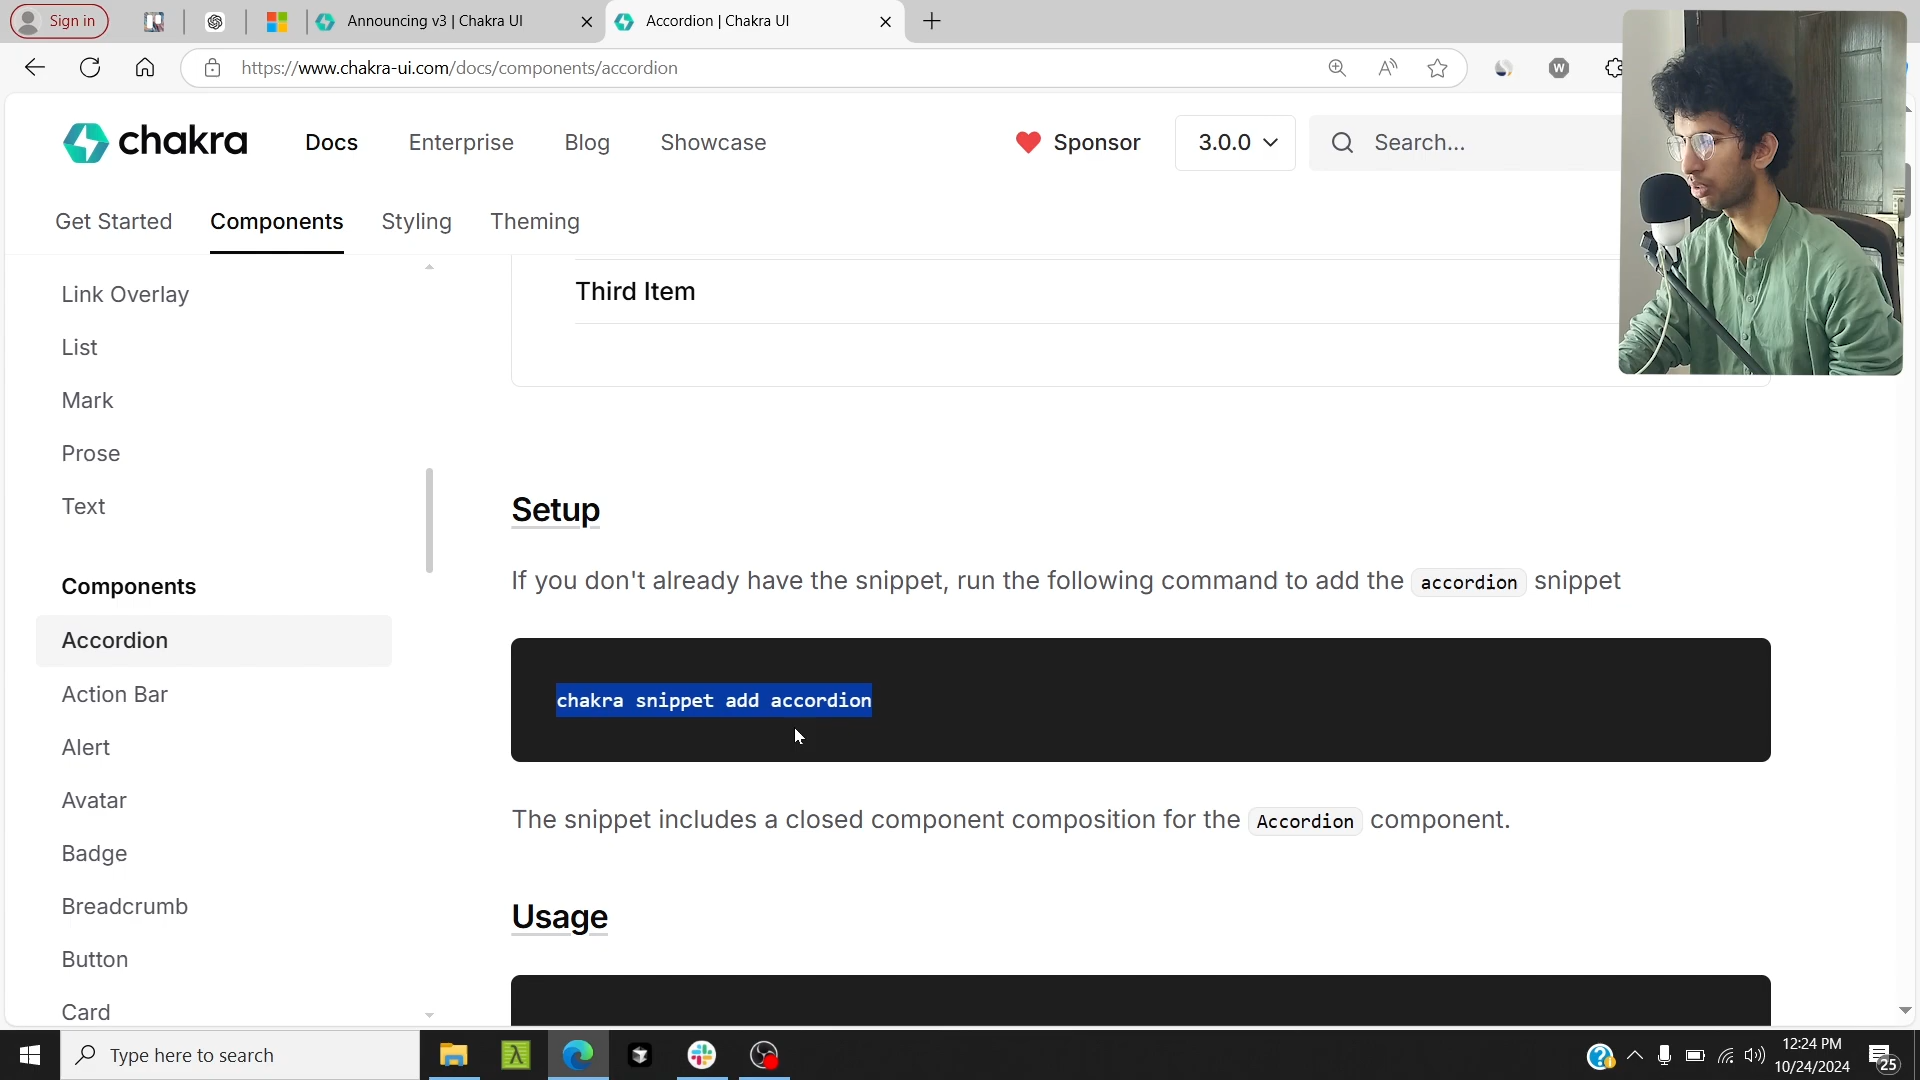 Sign in
Announcing v3 | Chakra UI
Accordion | Chakra UI
https://www.chakra-ui.com/docs/components/accordion
W
chakra
Docs
Enterprise
Blog
Showcase
Sponsor
3.0.0
Search...
Get Started
Components
Styling
Theming
Link Overlay
List
Mark
Prose
Text
Components
Accordion
Action Bar
Alert
Avatar
Badge
Breadcrumb
Button
Card
Third Item
Setup
If you don't already have the snippet, run the following command to add the accordion snippet
chakra snippet add accordion
The snippet includes a closed component composition for the Accordion component.
Usage
Type here to search
12:24 PM
10/24/2024
25